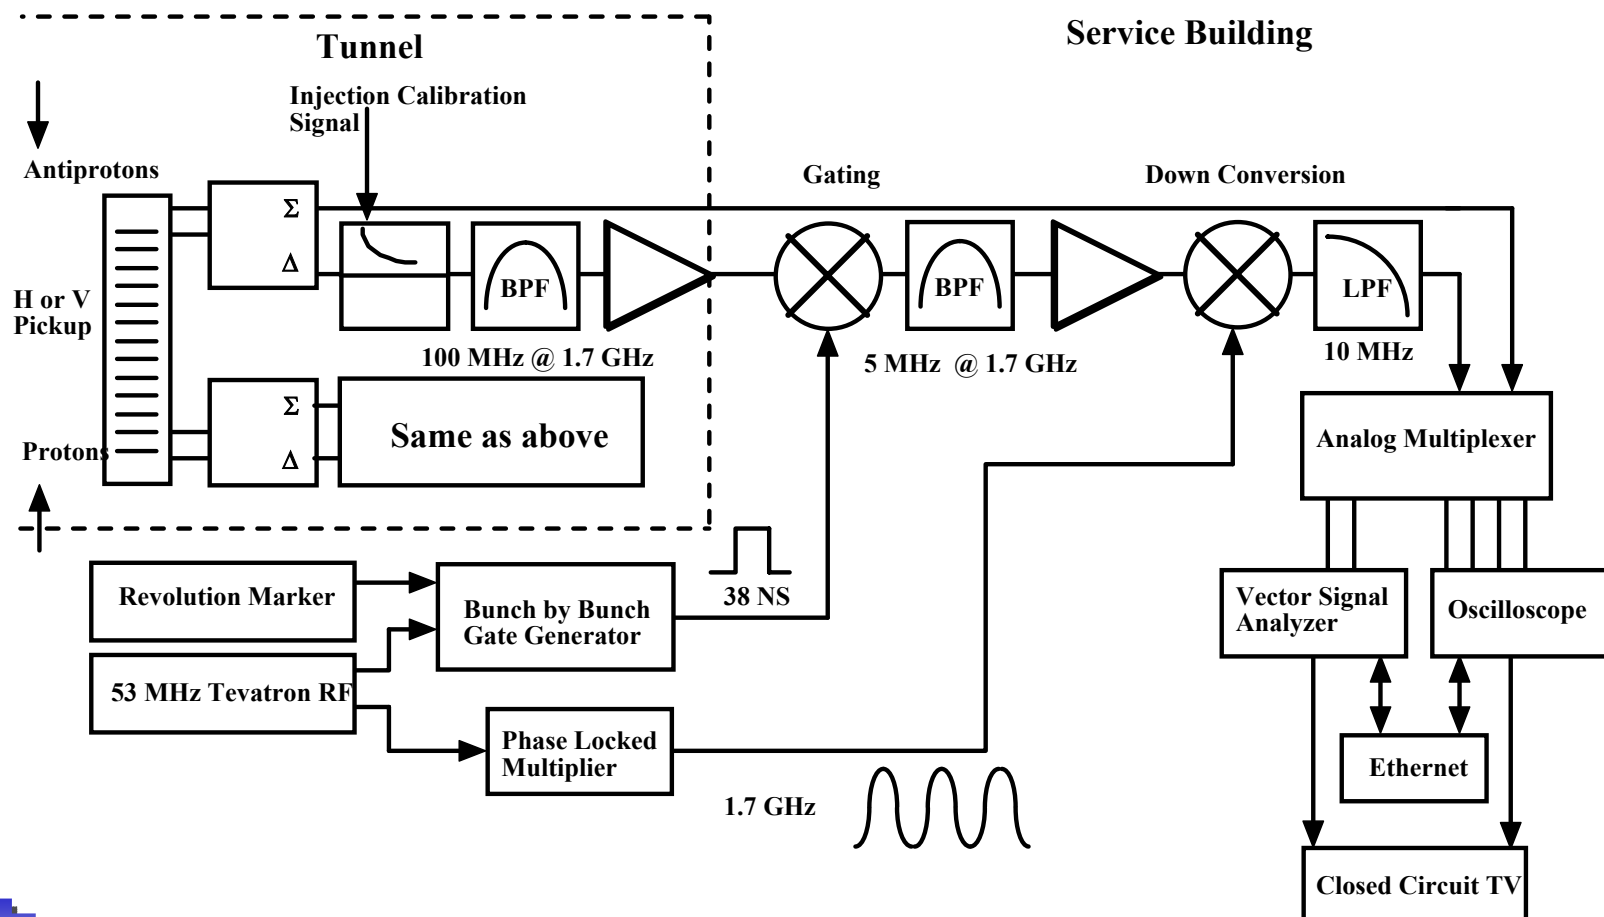 Service Building
Tunnel
Injection Calibration
Signal
Antiprotons
Gating
Down Conversion
Σ
Δ
H or V
Pickup
BPF
BPF
LPF
100 MHz @ 1.7 GHz
5 MHz @ 1.7 GHz
10 MHz
Σ
Δ
Same as above
Protons
Analog Multiplexer
Revolution Marker
Bunch by Bunch
Gate Generator
38 NS
Vector Signal
Analyzer
Oscilloscope
53 MHz Tevatron RF
Phase Locked
Multiplier
Ethernet
1.7 GHz
Closed Circuit TV